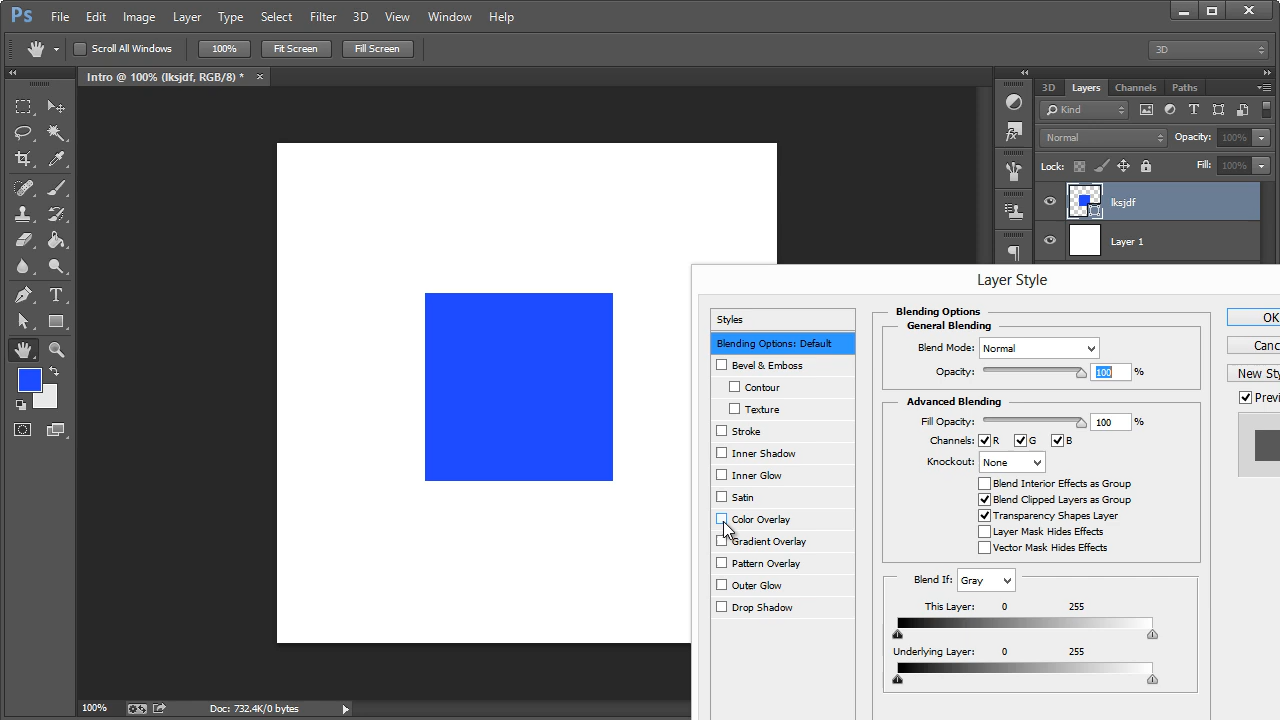 Ps File Edit Image Layer Type Select Filter 3D View Window Help
Scroll All Windows 100% Fit Screen Fill Screen 3D
Intro @ 100% (lksjdf, RGB/8) * ×
3D Layers Channels Paths
Kind
Normal Opacity: 100%
Lock: Fill: 100%
lksjdf
Layer 1
Layer Style
Styles
Blending Options: Default
Bevel & Emboss
Contour
Texture
Stroke
Inner Shadow
Inner Glow
Satin
Color Overlay
Gradient Overlay
Pattern Overlay
Outer Glow
Drop Shadow
Blending Options
General Blending
Blend Mode: Normal
Opacity: 100 %
Advanced Blending
Fill Opacity: 100 %
Channels: R G B
Knockout: None
Blend Interior Effects as Group
Blend Clipped Layers as Group
Transparency Shapes Layer
Layer Mask Hides Effects
Vector Mask Hides Effects
Blend If: Gray
This Layer: 0 255
Underlying Layer: 0 255
OK
Canc
New Sty
Previ
100% Doc: 732.4K/0 bytes